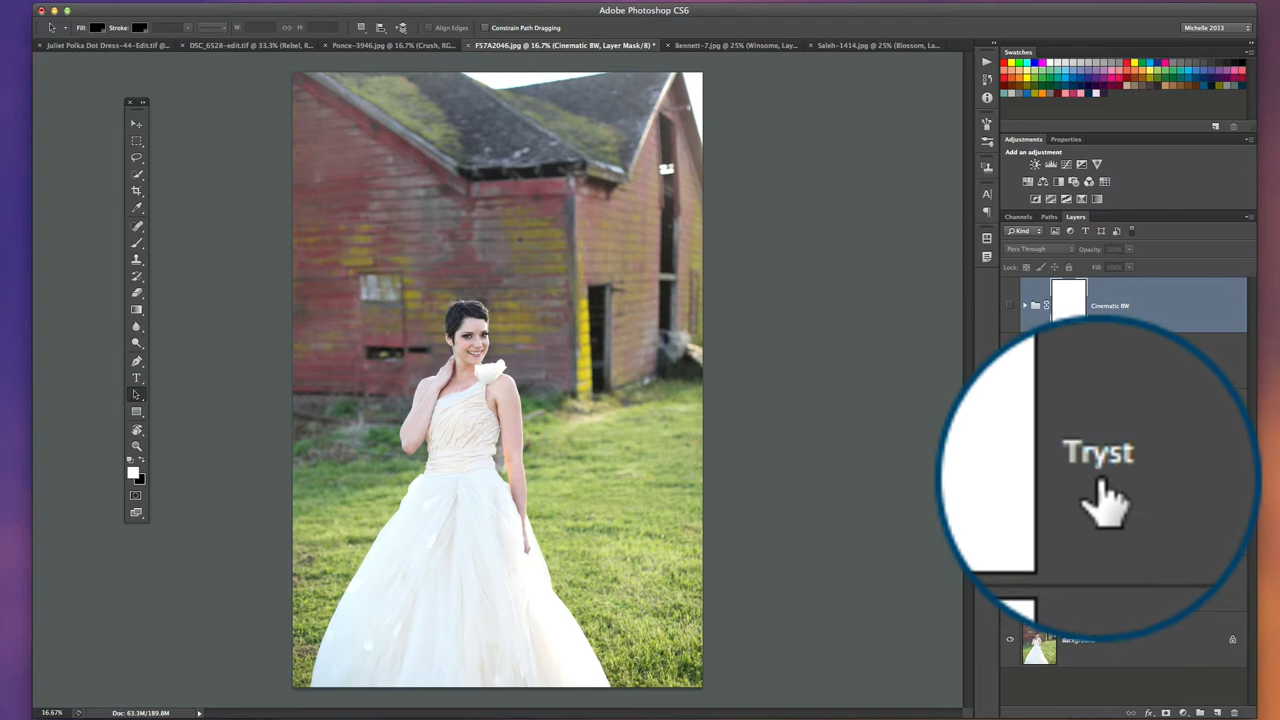 Adobe Photoshop CS6
Fill: Stroke: W: H: Align Edges Constrain Path Dragging Michelle 2013
Juliet Polka Dot Dress-44-Edit.tif @... DSC_6528-edit.tif @ 33.3% (Rebel, R... Ponce-3946.jpg @ 16.7% (Crush, RG... F57A2046.jpg @ 16.7% (Cinematic BW, Layer Mask/8) * Bennett-7.jpg @ 25% (Winsome, Lay... Saleh-1414.jpg @ 25% (Blossom, La...
Swatches
Adjustments Properties
Add an adjustment
Channels Paths Layers
Kind
Pass Through Opacity: 100%
Lock: Fill: 100%
Cinematic BW
Tryst
Background
16.67% Doc: 63.3M/189.8M